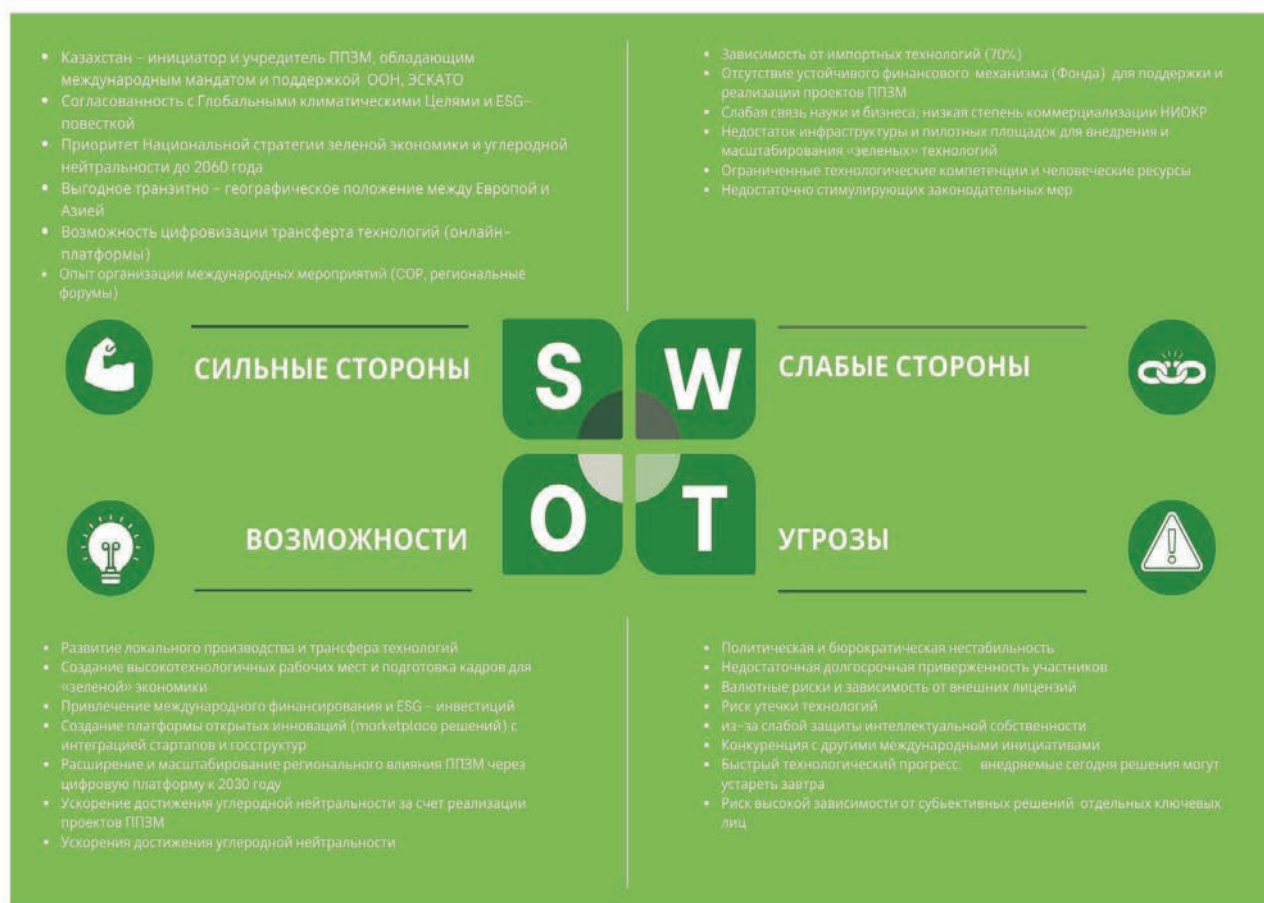 • Казахстан – инициатор и учредитель ППЗМ, обладающим
международным мандатом и поддержкой ООН, ЭСКАТО
• Согласованность с Глобальными климатическими Целями и ESG-
повесткой
• Приоритет Национальной стратегии зеленой экономики и углеродной
нейтральности до 2060 года
• Выгодное транзитно – географическое положение между Европой и
Азией
• Возможность цифровизации трансферта технологий (онлайн-
платформы)
• Опыт организации международных мероприятий (COP, региональные
форумы)
• Зависимость от импортных технологий (70%)
• Отсутствие устойчивого финансового механизма (Фонда) для поддержки и
реализации проектов ППЗМ
• Слабая связь науки и бизнеса, низкая степень коммерциализации НИОКР
• Недостаток инфраструктуры и пилотных площадок для внедрения и
масштабирования «зеленых» технологий
• Ограниченные технологические компетенции и человеческие ресурсы
• Недостаточно стимулирующих законодательных мер
СИЛЬНЫЕ СТОРОНЫ
S
W
СЛАБЫЕ СТОРОНЫ
ВОЗМОЖНОСТИ
O
T
УГРОЗЫ
• Развитие локального производства и трансфера технологий
• Создание высокотехнологичных рабочих мест и подготовка кадров для
«зеленой» экономики
• Привлечение международного финансирования и ESG – инвестиций
• Создание платформы открытых инноваций (marketplace решений) с
интеграцией стартапов и госструктур
• Расширение и масштабирование регионального влияния ППЗМ через
цифровую платформу к 2030 году
• Ускорение достижения углеродной нейтральности за счет реализации
проектов ППЗМ
• Ускорения достижения углеродной нейтральности
• Политическая и бюрократическая нестабильность
• Недостаточная долгосрочная приверженность участников
• Валютные риски и зависимость от внешних лицензий
• Риск утечки технологий
• из-за слабой защиты интеллектуальной собственности
• Конкуренция с другими международными инициативами
• Быстрый технологический прогресс: внедряемые сегодня решения могут
устареть завтра
• Риск высокой зависимости от субъективных решений отдельных ключевых
лиц